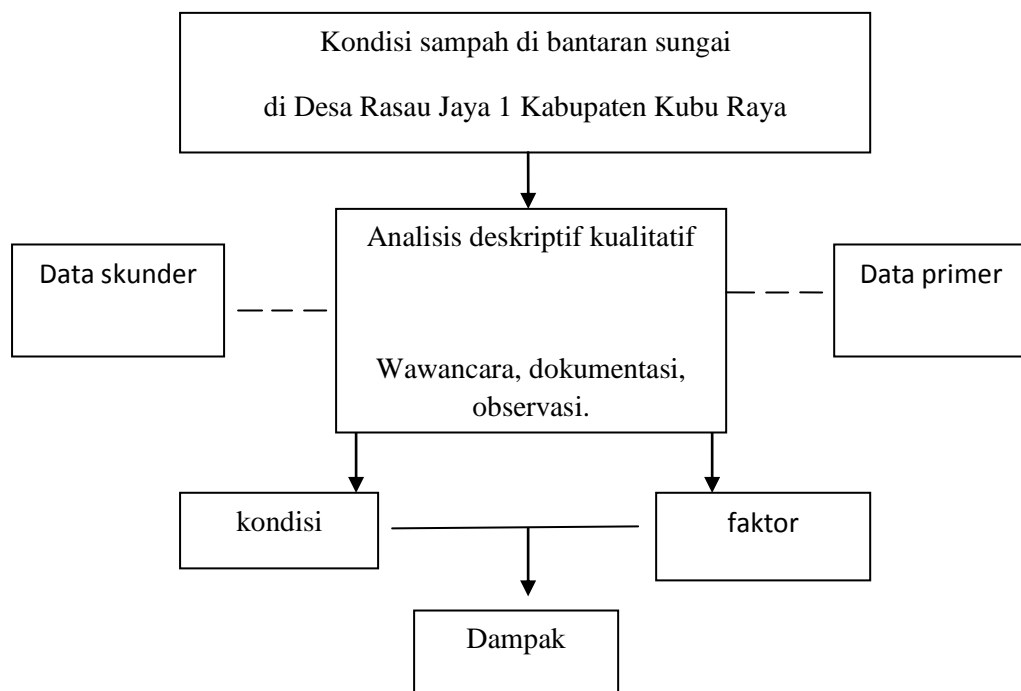 Kondisi sampah di bantaran sungai
di Desa Rasau Jaya 1 Kabupaten Kubu Raya
Analisis deskriptif kualitatif
Data skunder
Data primer
Wawancara, dokumentasi,
observasi.
kondisi
faktor
Dampak